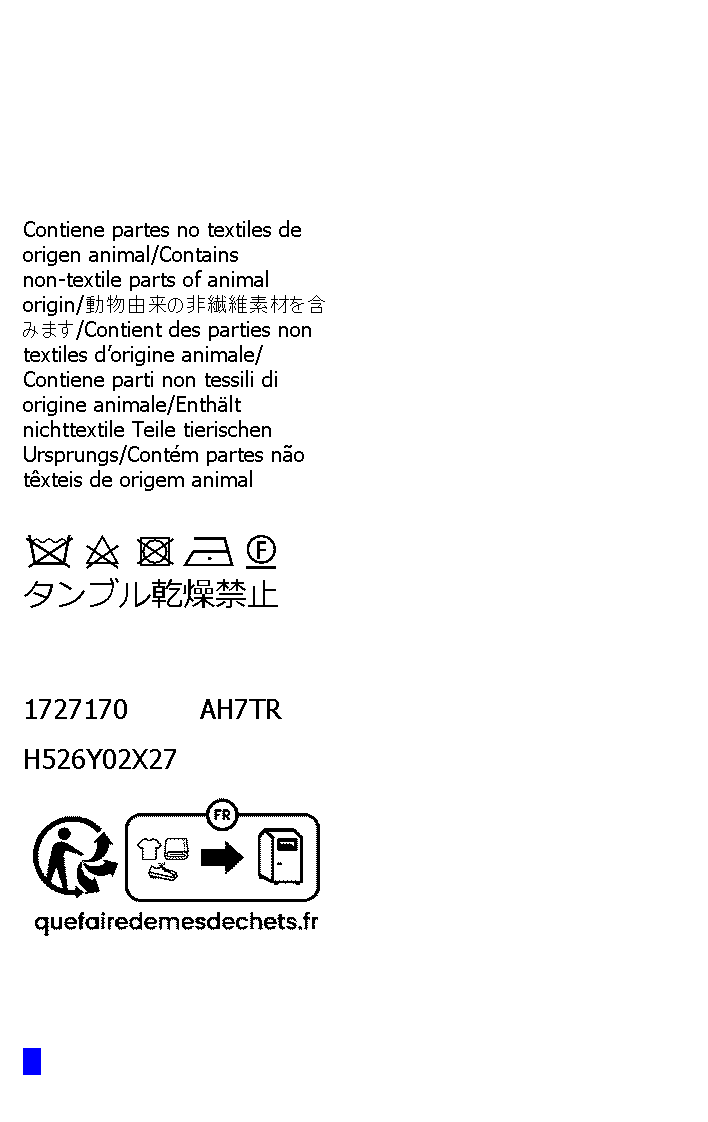 Contiene partes no textiles de
origen animal/Contains
non-textile parts of animal
origin/動物由来の非繊維素材を含
みます/Contient des parties non
textiles d’origine animale/
Contiene parti non tessili di
origine animale/Enthält
nichttextile Teile tierischen
Ursprungs/Contém partes não
têxteis de origem animal
F
タンブル乾燥禁止
1727170 AH7TR
H526Y02X27
FR
quefairedemesdechets.fr